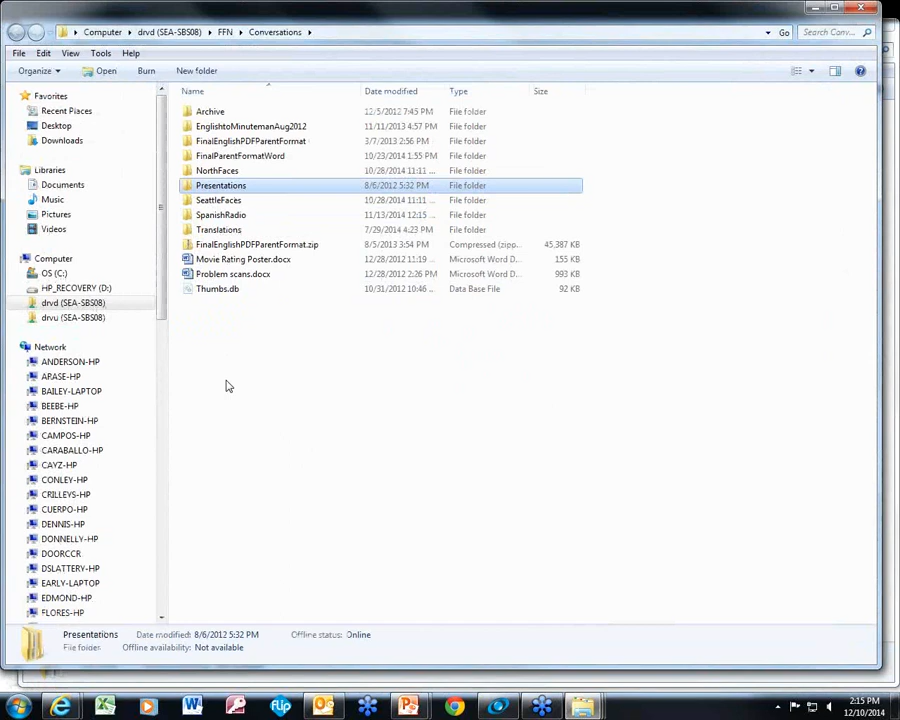 Computer drvd (SEA-SBS08) FFN Conversations Go Search Conv...
File Edit View Tools Help
Organize Open Burn New folder
Name Date modified Type Size
Archive 12/5/2012 7:45 PM File folder
EnglishtoMinutemanAug2012 11/11/2013 4:57 PM File folder
FinalEnglishPDFParentFormat 3/7/2013 2:56 PM File folder
FinalParentFormatWord 10/23/2014 1:55 PM File folder
NorthFaces 10/28/2014 11:11 ... File folder
Presentations 8/6/2012 5:32 PM File folder
SeattleFaces 10/28/2014 11:11 ... File folder
SpanishRadio 11/13/2014 12:15 ... File folder
Translations 7/29/2014 4:23 PM File folder
FinalEnglishPDFParentFormat.zip 8/5/2013 3:54 PM Compressed (zipp... 45,387 KB
Movie Rating Poster.docx 12/28/2012 11:19 ... Microsoft Word D... 155 KB
Problem scans.docx 12/28/2012 2:26 PM Microsoft Word D... 993 KB
Thumbs.db 10/31/2012 10:46 ... Data Base File 92 KB
Favorites
Recent Places
Desktop
Downloads
Libraries
Documents
Music
Pictures
Videos
Computer
OS (C:)
HP_RECOVERY (D:)
drvd (SEA-SBS08)
drvu (SEA-SBS08)
Network
ANDERSON-HP
ARASE-HP
BAILEY-LAPTOP
BEEBE-HP
BERNSTEIN-HP
CAMPOS-HP
CARABALLO-HP
CAYZ-HP
CONLEY-HP
CRILLEYS-HP
CUERPO-HP
DENNIS-HP
DONNELLY-HP
DOORCCR
DSLATTERY-HP
EARLY-LAPTOP
EDMOND-HP
FLORES-HP
Presentations Date modified: 8/6/2012 5:32 PM Offline status: Online
File folder Offline availability: Not available
flip
2:15 PM
12/10/2014